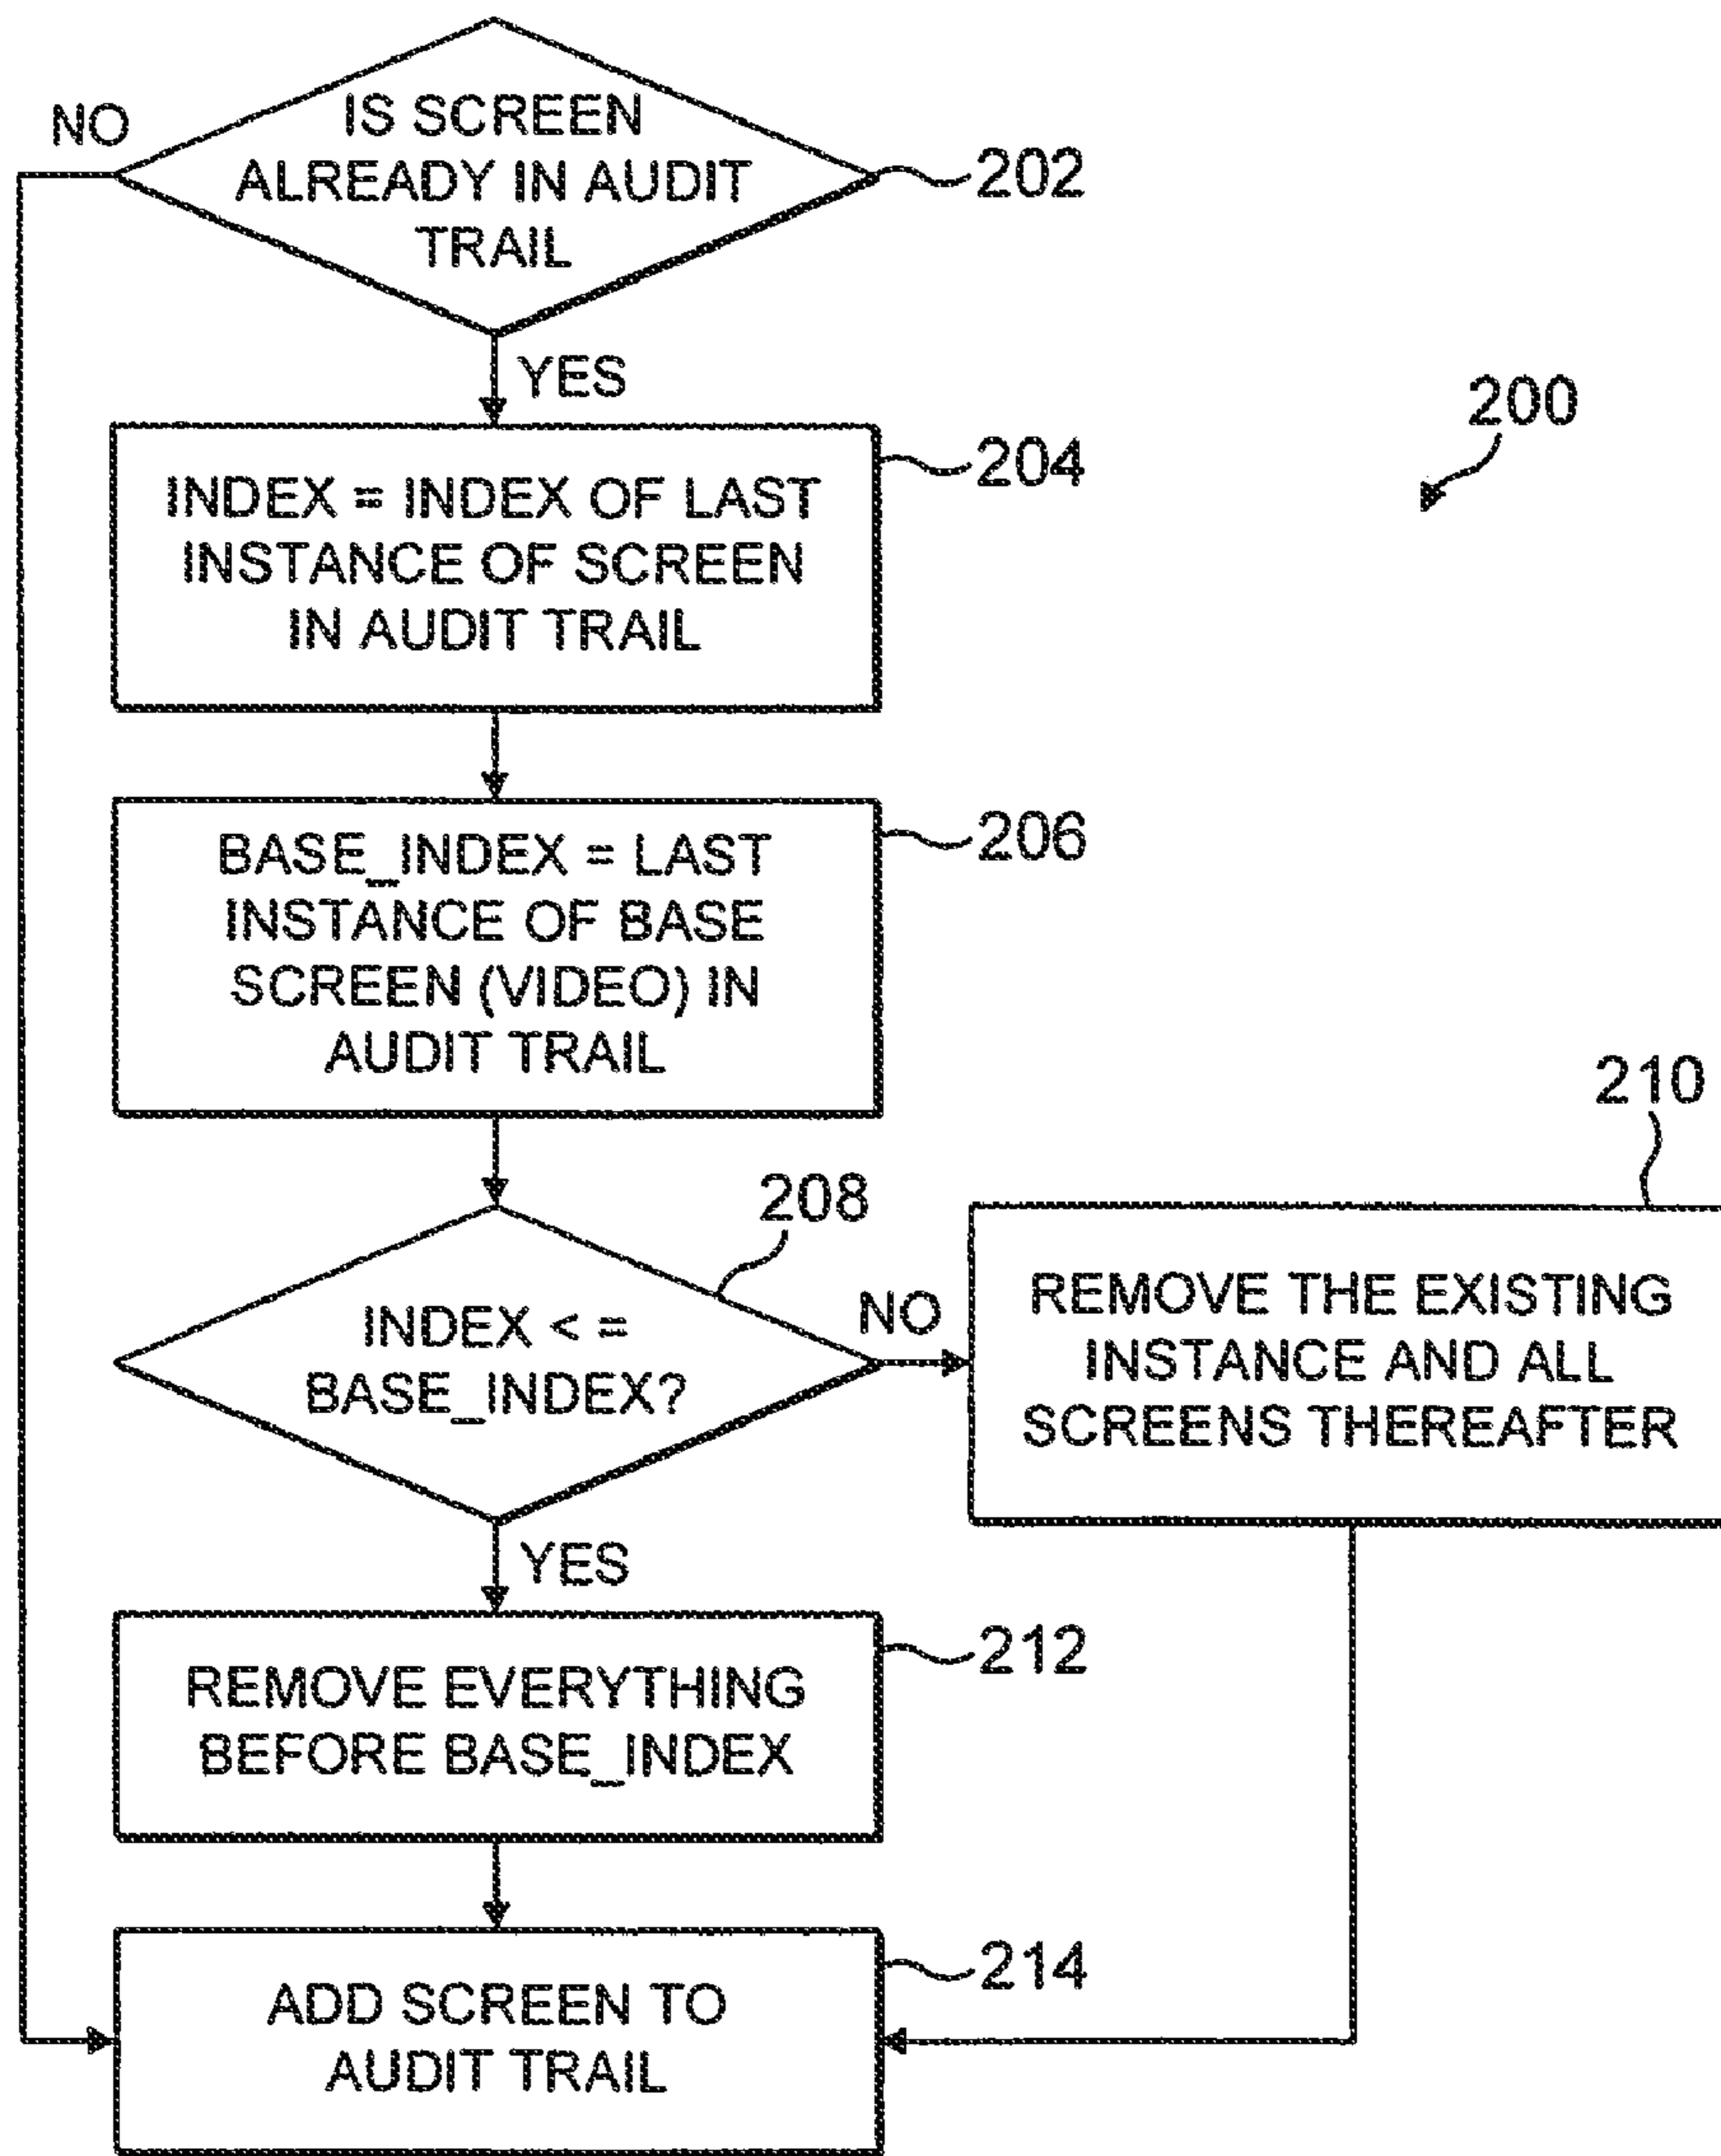 NO
IS SCREEN
ALREADY IN AUDIT
TRAIL
202
YES
200
204
INDEX = INDEX OF LAST
INSTANCE OF SCREEN
IN AUDIT TRAIL
206
BASE_INDEX = LAST
INSTANCE OF BASE
SCREEN (VIDEO) IN
AUDIT TRAIL
208
INDEX < =
BASE_INDEX?
NO
210
REMOVE THE EXISTING
INSTANCE AND ALL
SCREENS THEREAFTER
YES
212
REMOVE EVERYTHING
BEFORE BASE_INDEX
214
ADD SCREEN TO
AUDIT TRAIL